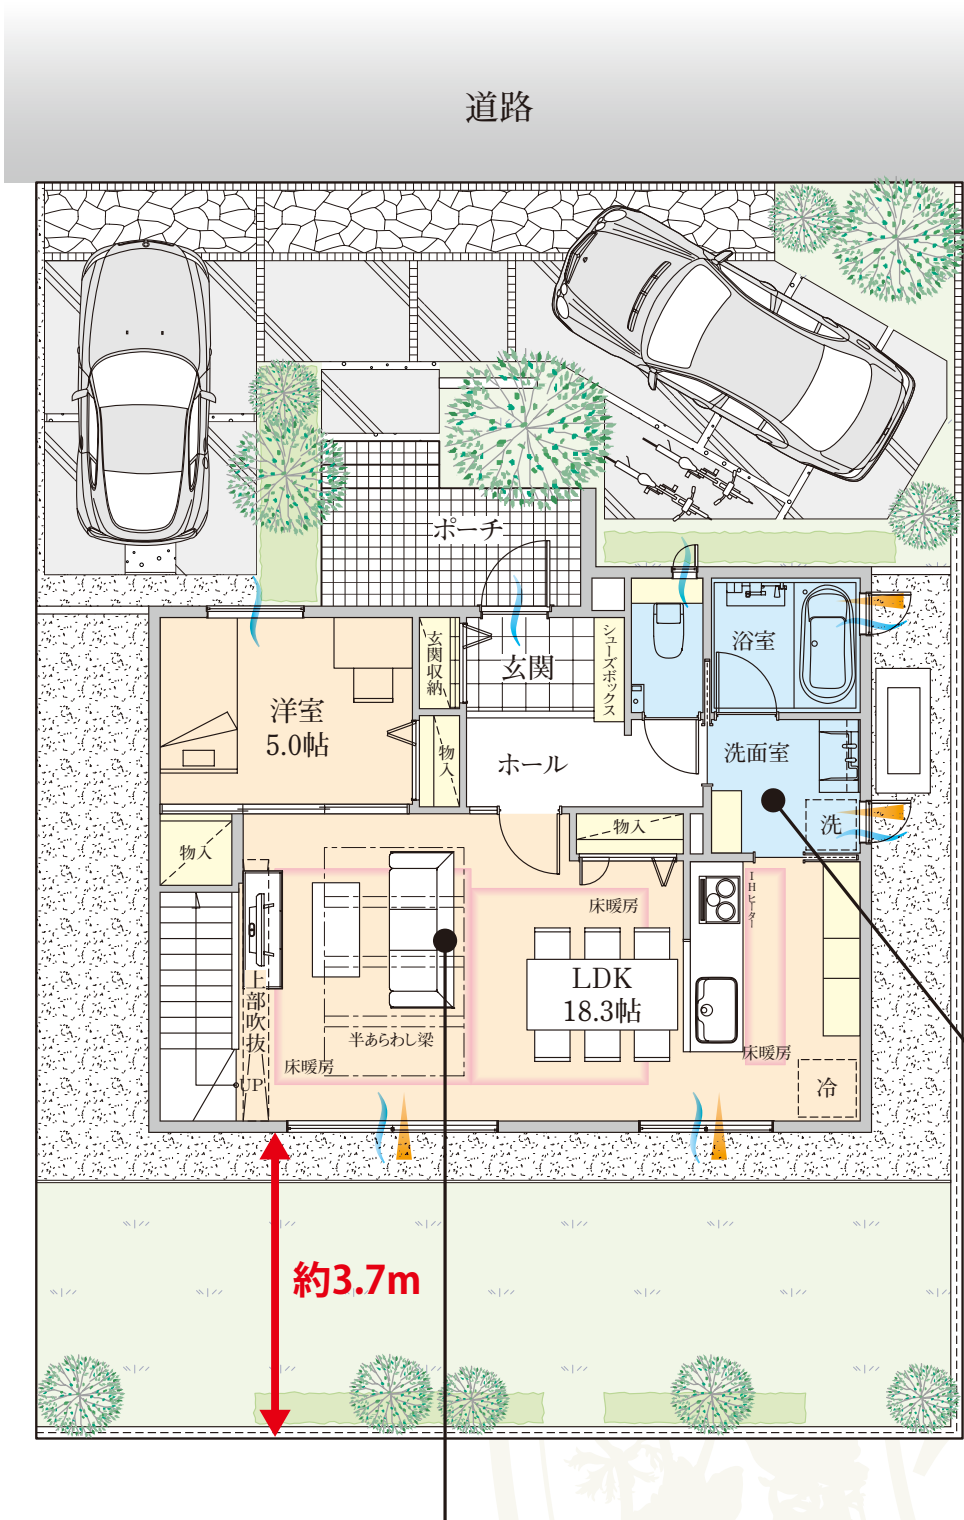 道路
ポーチ
玄関収納
玄関
シューズボックス
浴室
洋室
5.0帖
物入
ホール
洗面室
洗
物入
物入
IHヒーター
床暖房
LDK
18.3帖
上部吹抜
半あらわし梁
床暖房
床暖房
UP
冷
約3.7m